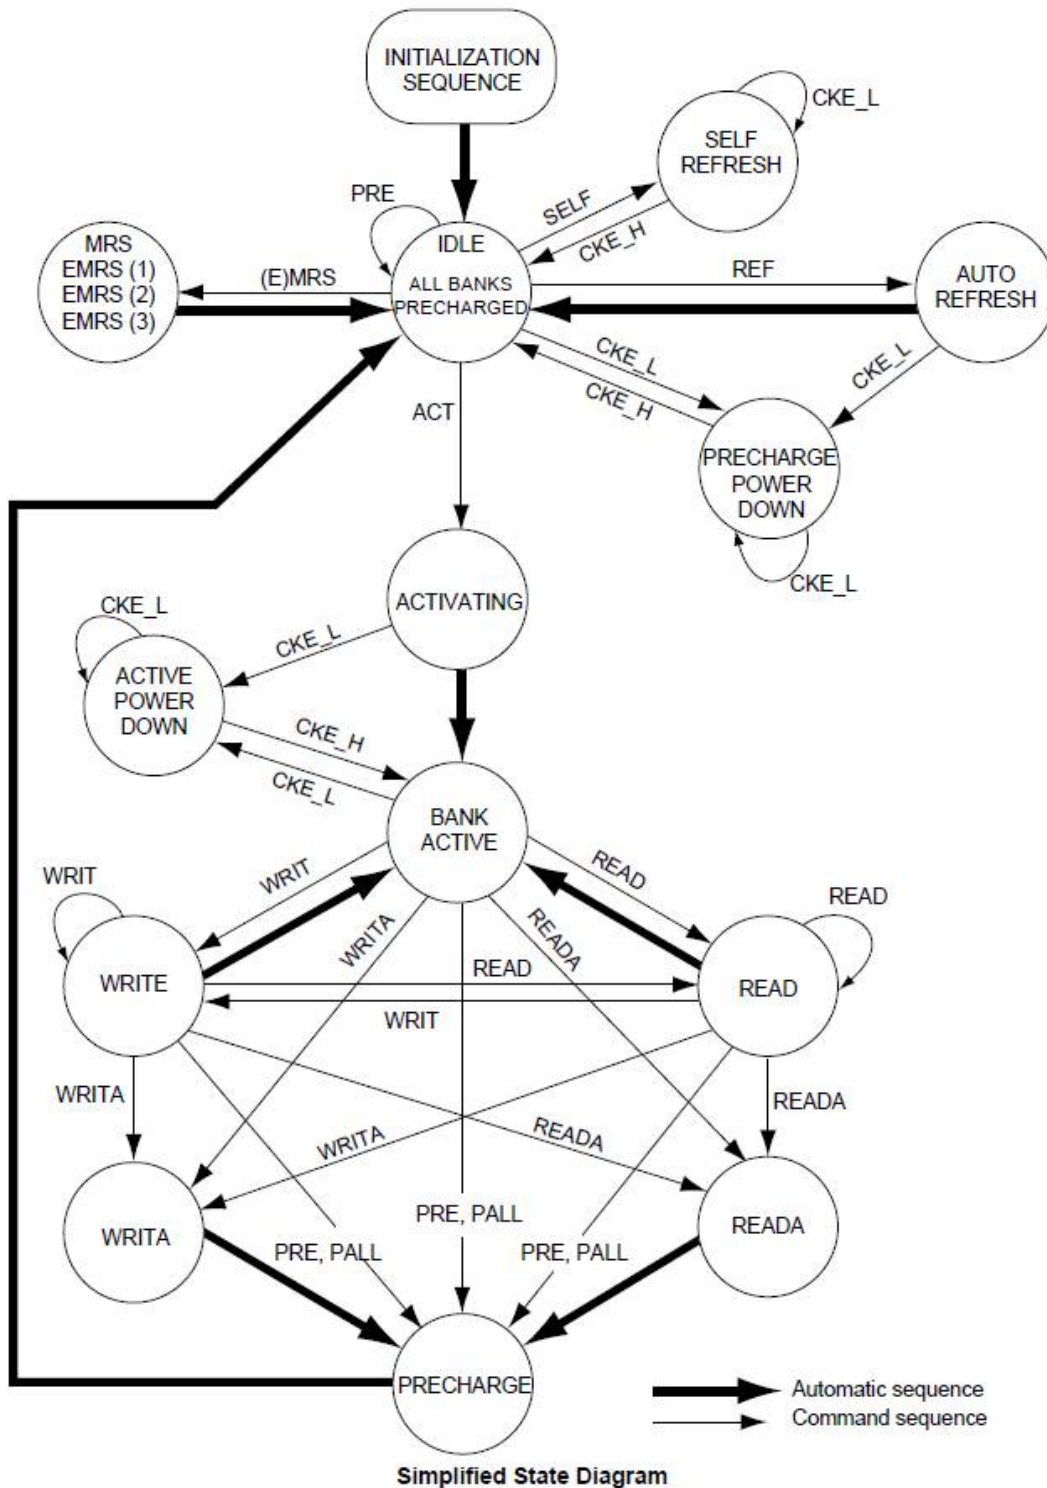 INITIALIZATION
SEQUENCE
CKE_L
SELF
REFRESH
PRE
SELF
CKE_H
IDLE
ALL BANKS
PRECHARGED
MRS
EMRS (1)
EMRS (2)
EMRS (3)
(E)MRS
REF
AUTO
REFRESH
CKE_L
CKE_H
CKE_L
ACT
PRECHARGE
POWER
DOWN
CKE_L
ACTIVATING
CKE_L
CKE_L
ACTIVE
POWER
DOWN
CKE_H
CKE_L
BANK
ACTIVE
WRIT
WRIT
READ
READ
WRITA
READA
WRITE
READ
READ
WRIT
WRITA
READA
WRITA
READA
WRITA
READA
PRE, PALL
PRE, PALL
PRE, PALL
PRECHARGE
Automatic sequence
Command sequence
Simplified State Diagram